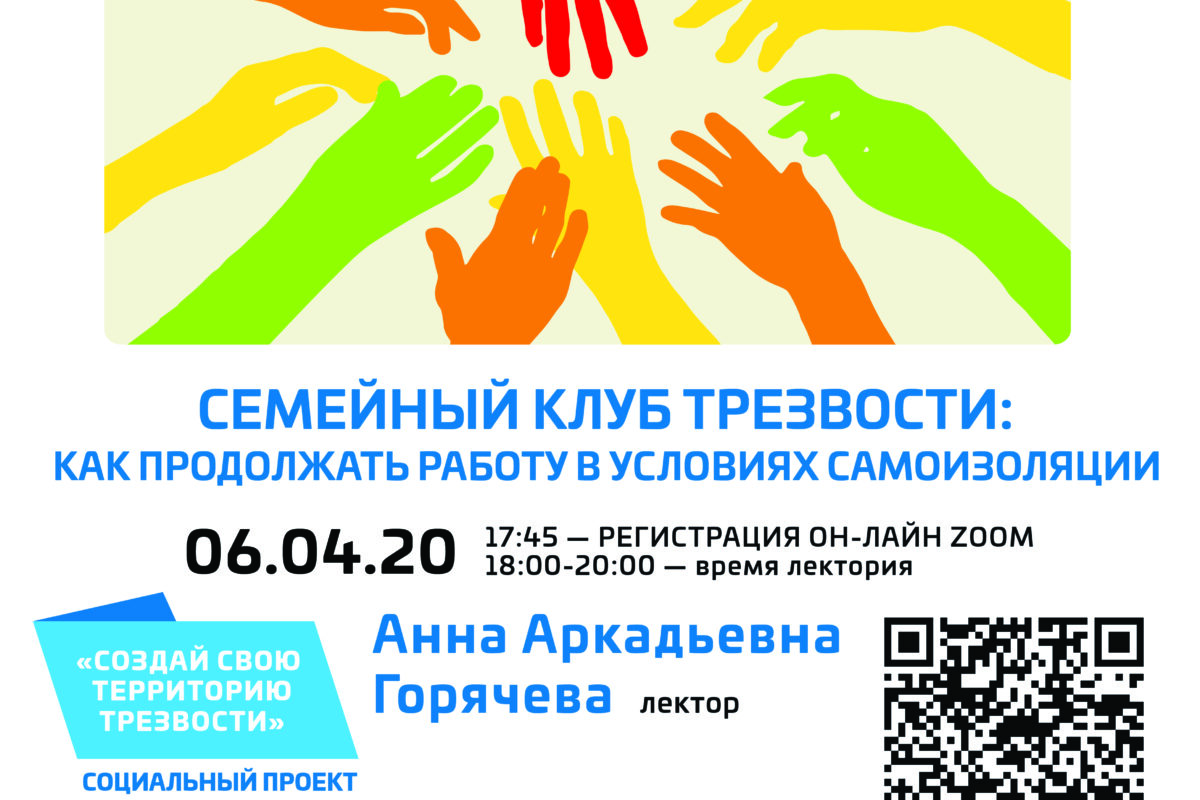 СЕМЕЙНЫЙ КЛУБ ТРЕЗВОСТИ:
КАК ПРОДОЛЖАТЬ РАБОТУ В УСЛОВИЯХ САМОИЗОЛЯЦИИ
06.04.20
17:45 — РЕГИСТРАЦИЯ ОН-ЛАЙН ZOOM
18:00-20:00 — время лектория
«СОЗДАЙ СВОЮ
ТЕРРИТОРИЮ
ТРЕЗВОСТИ»
СОЦИАЛЬНЫЙ ПРОЕКТ
Анна Аркадьевна
Горячева лектор